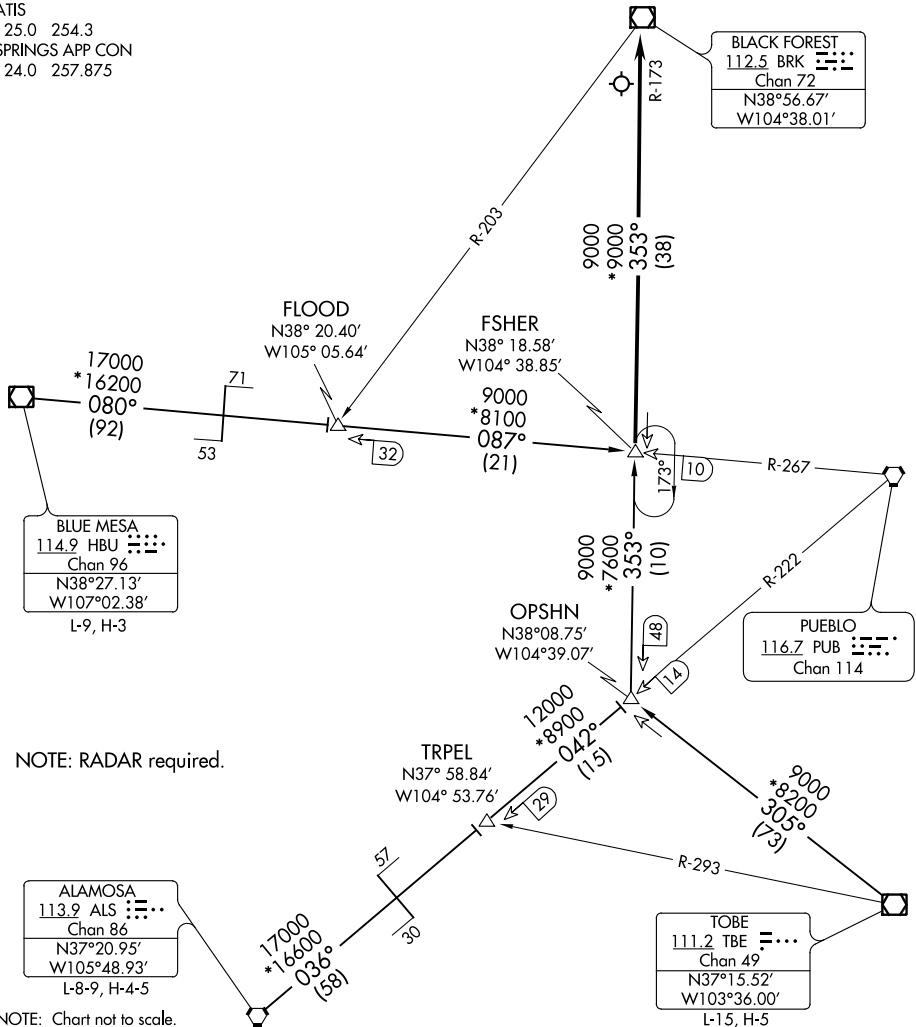 ATIS
25.0 254.3
SPRINGS APP CON
24.0 257.875
BLACK FOREST
112.5 BRK
Chan 72
N38°56.67
W104°38.01′
R-173
R-203
9000
*9000
353°
(38)
FLOOD
N38° 20.40′
W105° 05.64′
FSHER
N38° 18.58′
W104° 38.85′
17000
*16200
080°
(92)
71
53
9000
*8100
087°
(21)
32
173°
10
R-267
BLUE MESA
114.9 HBU
Chan 96
N38°27.13′
W107°02.38′
L-9, H-3
9000
*7600
353°
(10)
R-222
OPSHN
N38°08.75′
W104°39.07′
48
14
PUEBLO
116.7 PUB
Chan 114
NOTE: RADAR required.
12000
*8900
042°
(15)
TRPEL
N37° 58.84′
W104° 53.76′
29
9000
*8200
305°
(73)
R-293
57
30
ALAMOSA
113.9 ALS
Chan 86
N37°20.95′
W105°48.93′
L-8-9, H-4-5
17000
*16600
036°
(58)
TOBE
111.2 TBE
Chan 49
N37°15.52′
W103°36.00′
L-15, H-5
NOTE: Chart not to scale.